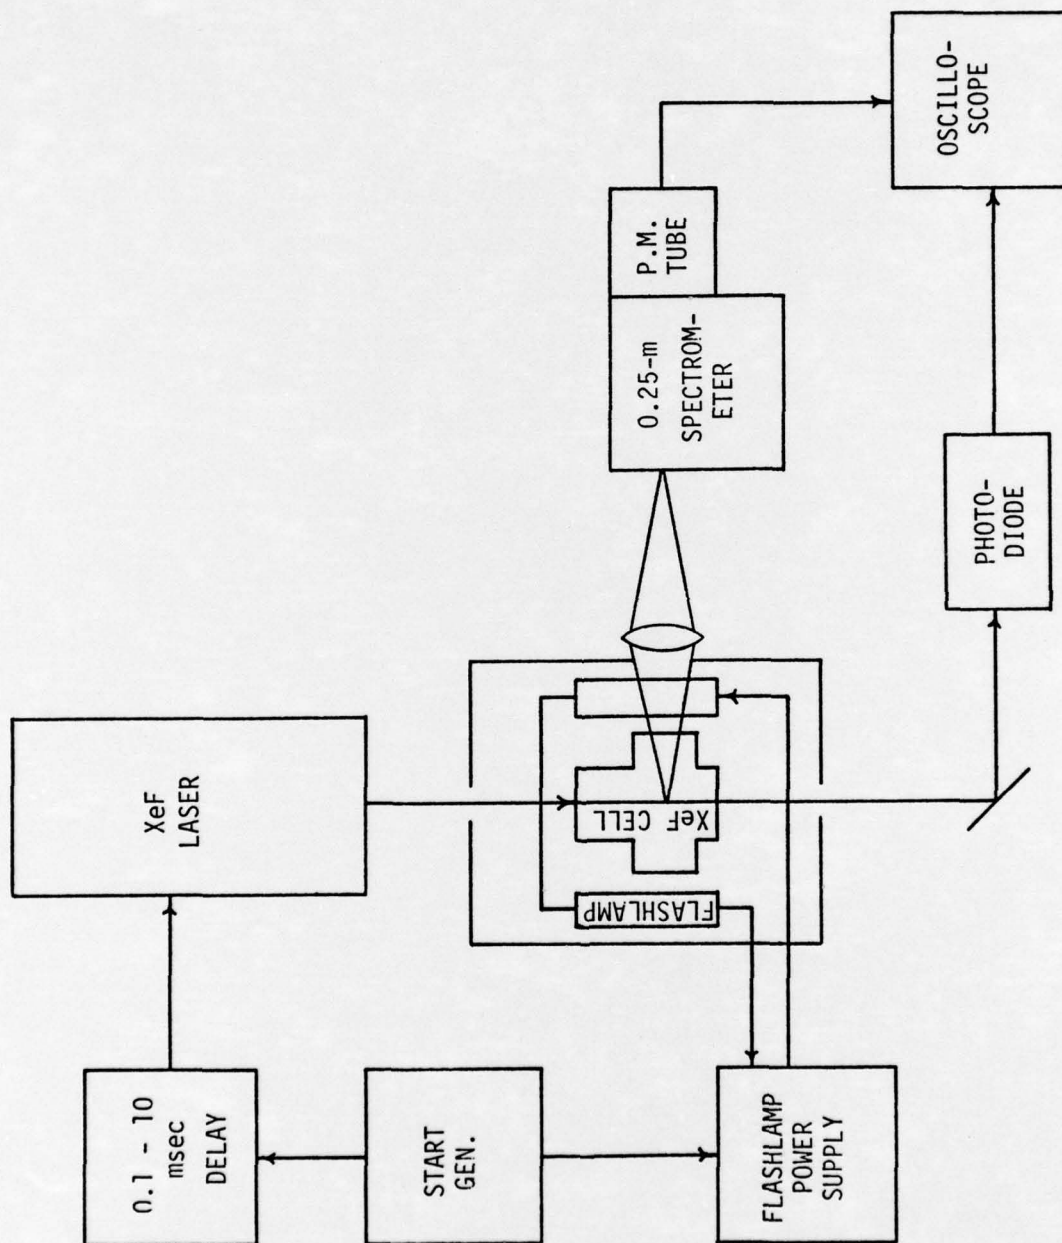 0.1 - 10
msec
DELAY
START
GEN.
FLASHLAMP
POWER
SUPPLY
XeF
LASER
FLASHLAMP
XeF CELL
0.25-m
SPECTROM-
ETER
P.M.
TUBE
PHOTO-
DIODE
OSCILLO-
SCOPE